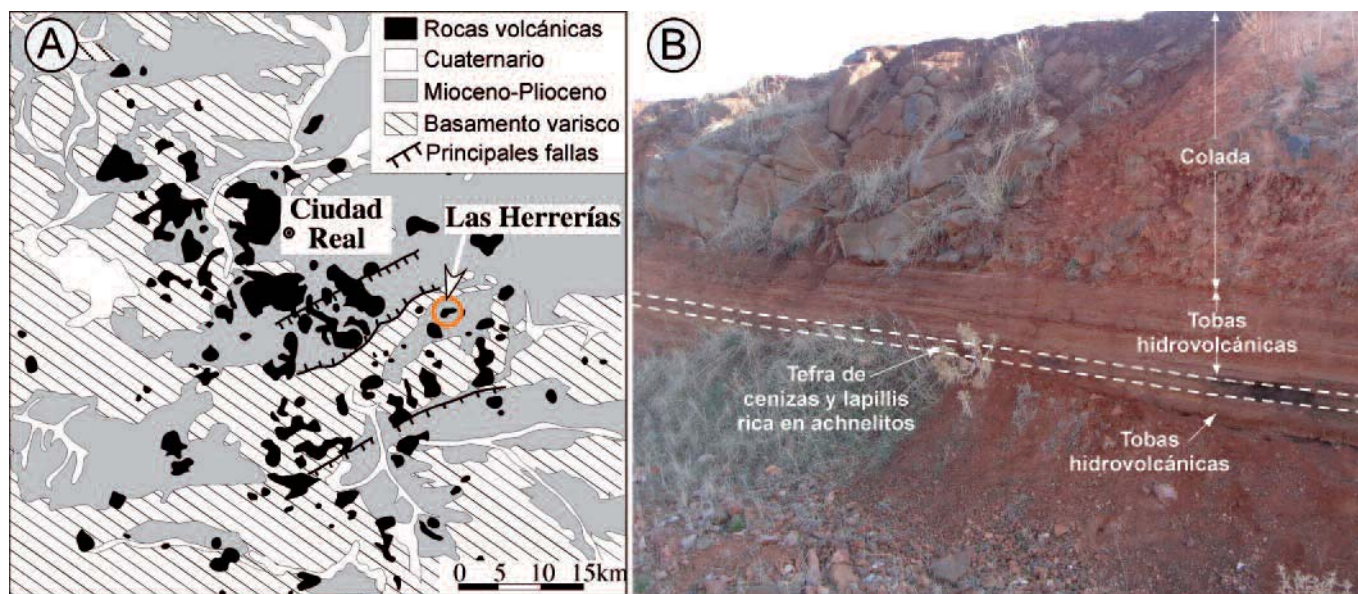 A
Rocas volcánicas
Cuaternario
Mioceno-Plioceno
Basamento varisco
Principales fallas
Ciudad
Real
Las Herrerías
0 5 10 15km
B
Colada
Tobas
hidrovolcánicas
Tefra de
cenizas y lapillis
rica en achnelitos
Tobas
hidrovolcánicas